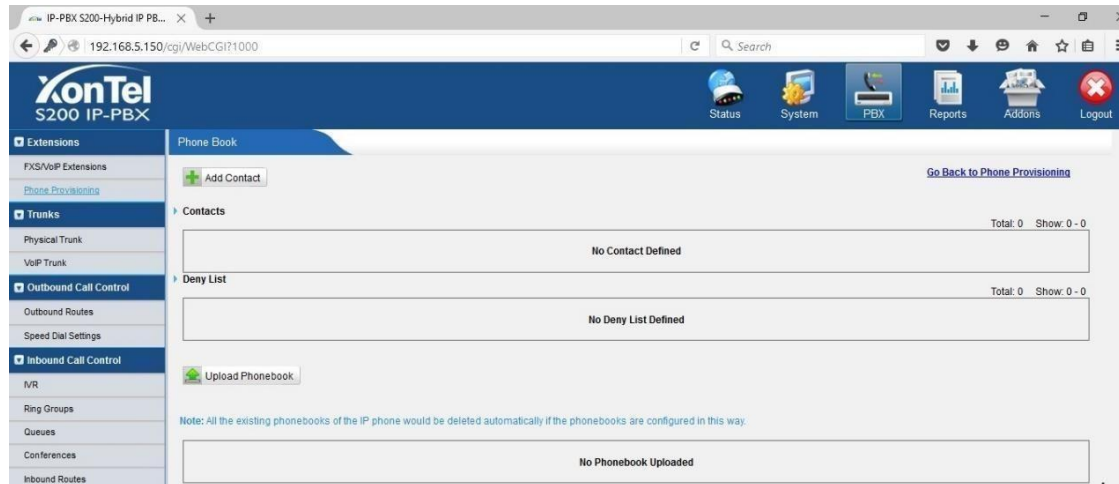 IP-PBX S200-Hybrid IP PB...
192.168.5.150/cgi/WebCGI?1000
Search
XonTel
S200 IP-PBX
Status
System
PBX
Reports
Addons
Logout
Extensions
FXS/VoIP Extensions
Phone Provisioning
Trunks
Physical Trunk
VoIP Trunk
Outbound Call Control
Outbound Routes
Speed Dial Settings
Inbound Call Control
IVR
Ring Groups
Queues
Conferences
Inbound Routes
Phone Book
Add Contact
Go Back to Phone Provisioning
Contacts
Total: 0 Show: 0 - 0
No Contact Defined
Deny List
Total: 0 Show: 0 - 0
No Deny List Defined
Upload Phonebook
Note: All the existing phonebooks of the IP phone would be deleted automatically if the phonebooks are configured in this way.
No Phonebook Uploaded